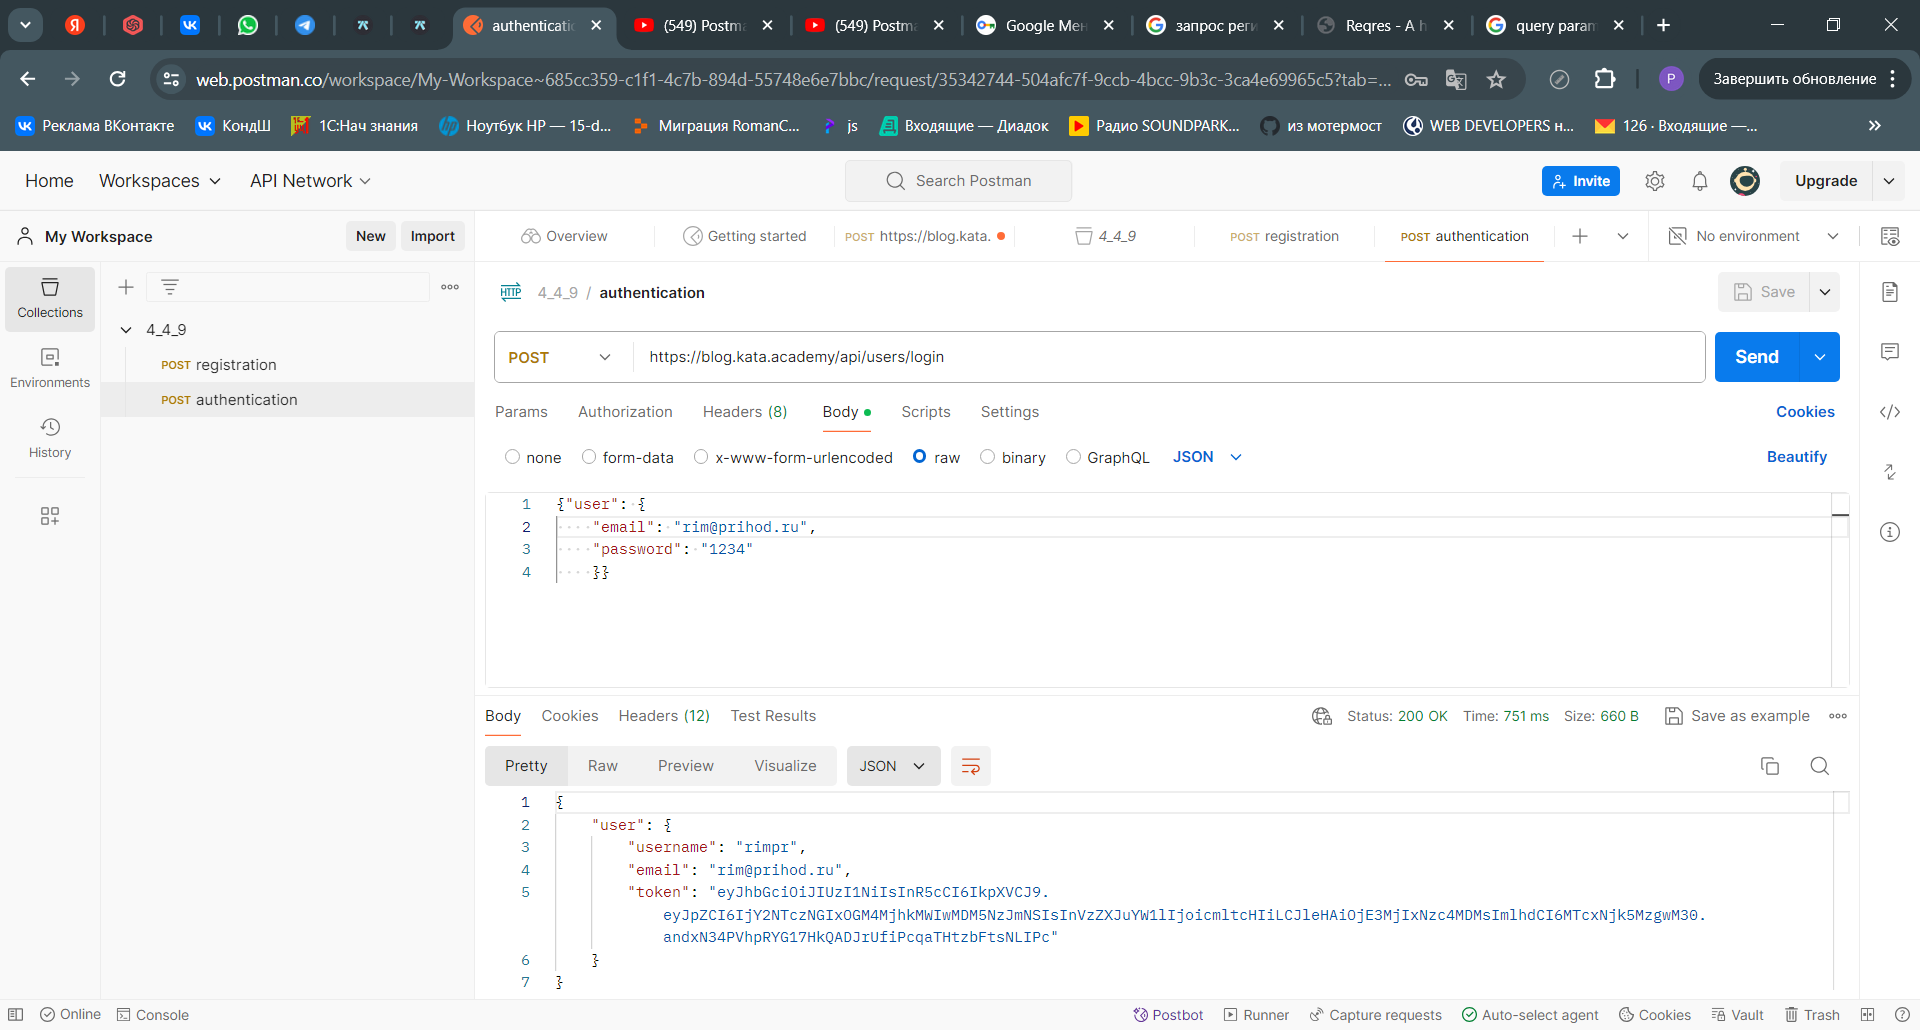 authenticatio
(549) Postma
(549) Postma
Google Мен
запрос реги
Reqres - A h
query param
web.postman.co/workspace/My-Workspace~685cc359-c1f1-4c7b-894d-55748e6e7bbc/request/35342744-504afc7f-9ccb-4bcc-9b3c-3ca4e69965c5?tab=...
P
Завершить обновление
Реклама ВКонтакте
КондШ
1С:Нач знания
Ноутбук HP — 15-d...
Миграция RomanC...
js
Входящие — Диадок
Радио SOUNDPARK...
из мотермост
WEB DEVELOPERS н...
126 · Входящие —...
Home
Workspaces
API Network
Search Postman
Invite
Upgrade
My Workspace
New
Import
Overview
Getting started
POST https://blog.kata.
4_4_9
POST registration
POST authentication
No environment
Collections
Environments
History
4_4_9
POST registration
POST authentication
HTTP 4_4_9 / authentication
Save
POST
https://blog.kata.academy/api/users/login
Send
Params
Authorization
Headers (8)
Body
Scripts
Settings
Cookies
none
form-data
x-www-form-urlencoded
raw
binary
GraphQL
JSON
Beautify
1 {"user": {
2 "email": "rim@prihod.ru",
3 "password": "1234"
4 }}
Body
Cookies
Headers (12)
Test Results
Status: 200 OK
Time: 751 ms
Size: 660 B
Save as example
Pretty
Raw
Preview
Visualize
JSON
1 {
2 "user": {
3 "username": "rimpr",
4 "email": "rim@prihod.ru",
5 "token": "eyJhbGciOiJIUzI1NiIsInR5cCI6IkpXVCJ9.
eyJpZCI6IjY2NTczNGIxOGM4MjhkMWIwMDM5NzJmNSIsInVzZXJuYW1lIjoicmltcHIiLCJleHAiOjE3MjIxNzc4MDMsImlhdCI6MTcxNjk5MzgwM30.
andxN34PVhpRYG17HkQADJrUfiPcqaTHtzbFtsNLIPc"
6 }
7 }
Online
Console
Postbot
Runner
Capture requests
Auto-select agent
Cookies
Vault
Trash